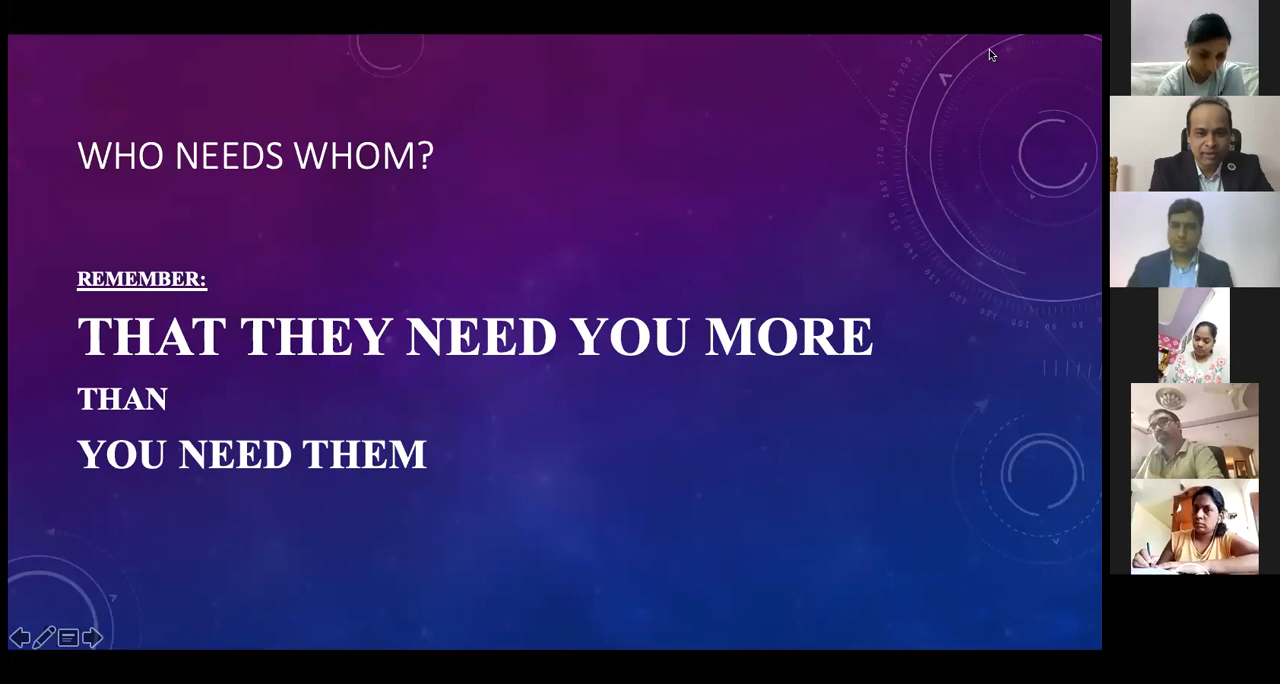 WHO NEEDS WHOM?
REMEMBER:
THAT THEY NEED YOU MORE
THAN
YOU NEED THEM